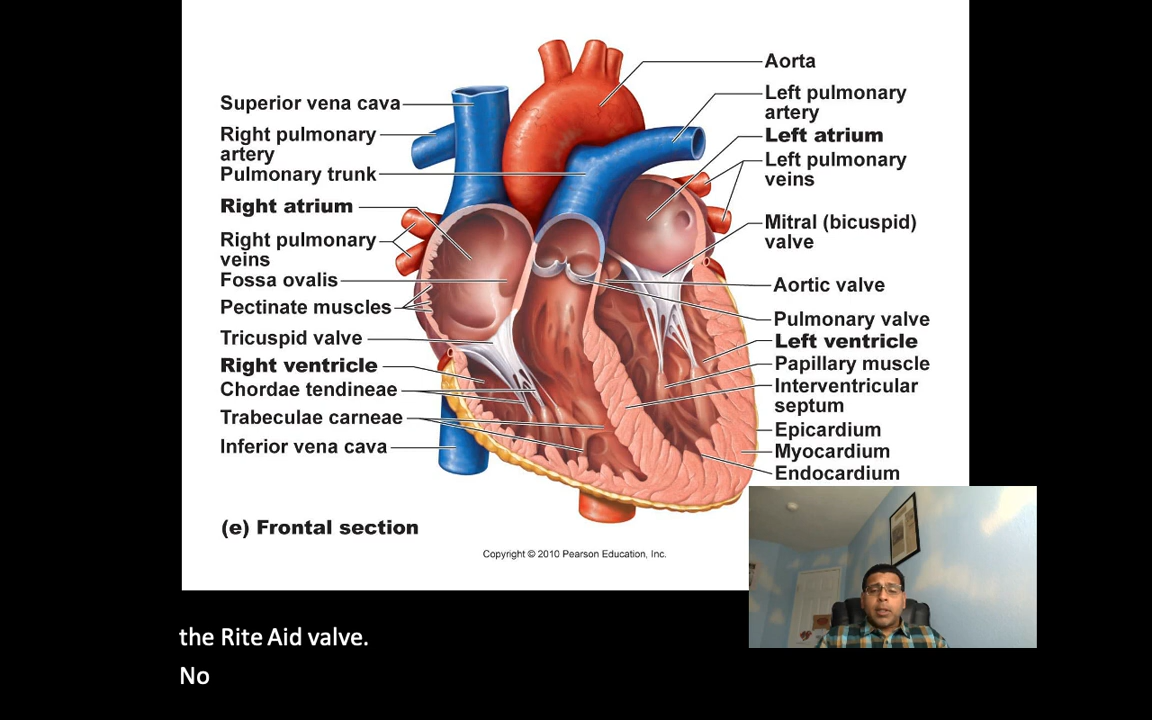 Superior vena cava
Right pulmonary
artery
Pulmonary trunk
Right atrium
Right pulmonary
veins
Fossa ovalis
Pectinate muscles
Tricuspid valve
Right ventricle
Chordae tendineae
Trabeculae carneae
Inferior vena cava
Aorta
Left pulmonary
artery
Left atrium
Left pulmonary
veins
Mitral (bicuspid)
valve
Aortic valve
Pulmonary valve
Left ventricle
Papillary muscle
Interventricular
septum
Epicardium
Myocardium
Endocardium
(e) Frontal section
Copyright © 2010 Pearson Education, Inc.
the Rite Aid valve.
No